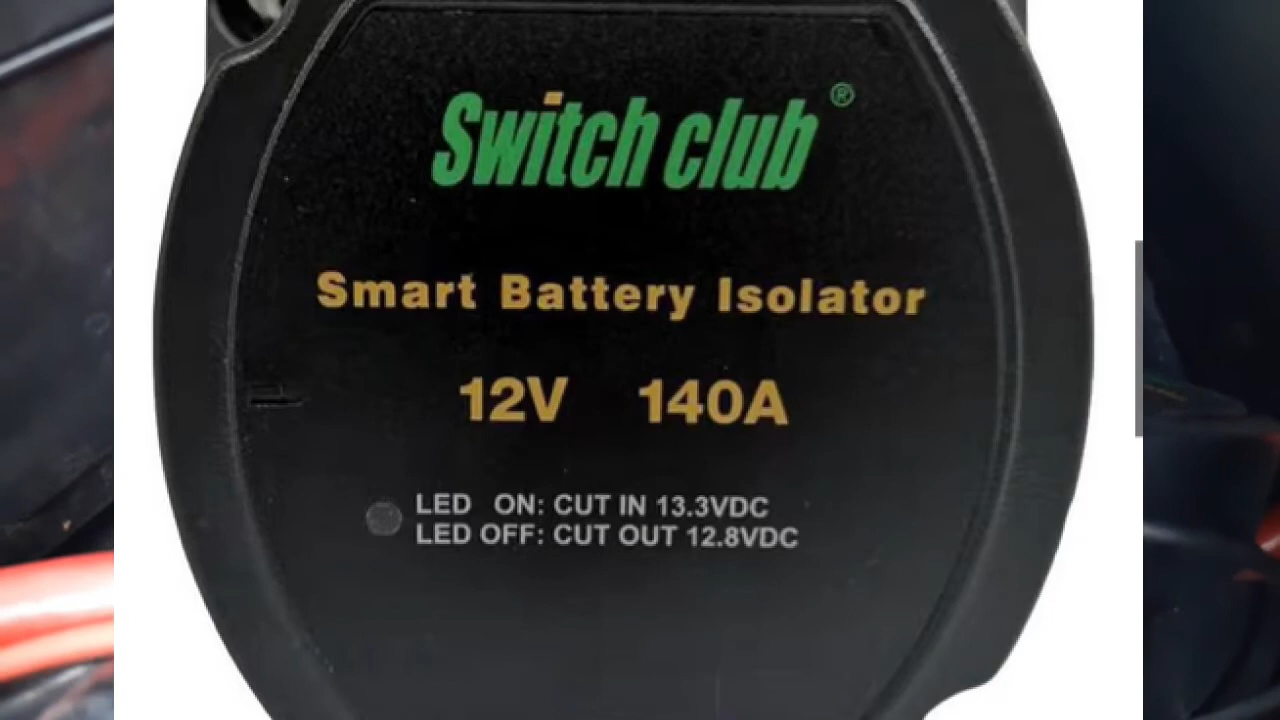 Switch club ®
Smart Battery Isolator
12V 140A
LED ON: CUT IN 13.3VDC
LED OFF: CUT OUT 12.8VDC